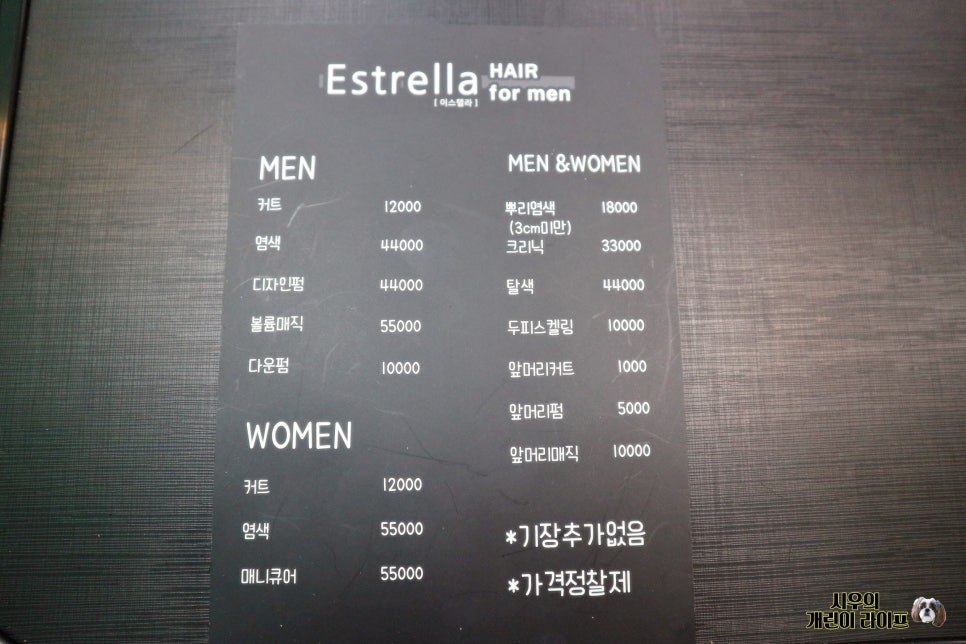 Estrella HAIR
for men
[ 이스텔라 ]
MEN
커트 12000
염색 44000
디자인펌 44000
볼륨매직 55000
다운펌 10000
WOMEN
커트 12000
염색 55000
매니큐어 55000
MEN &WOMEN
뿌리염색 18000
(3cm미만)
크리닉 33000
탈색 44000
두피스켈링 10000
앞머리커트 1000
앞머리펌 5000
앞머리매직 10000
*기장추가없음
*가격정찰제
시우의
개린이 라이프